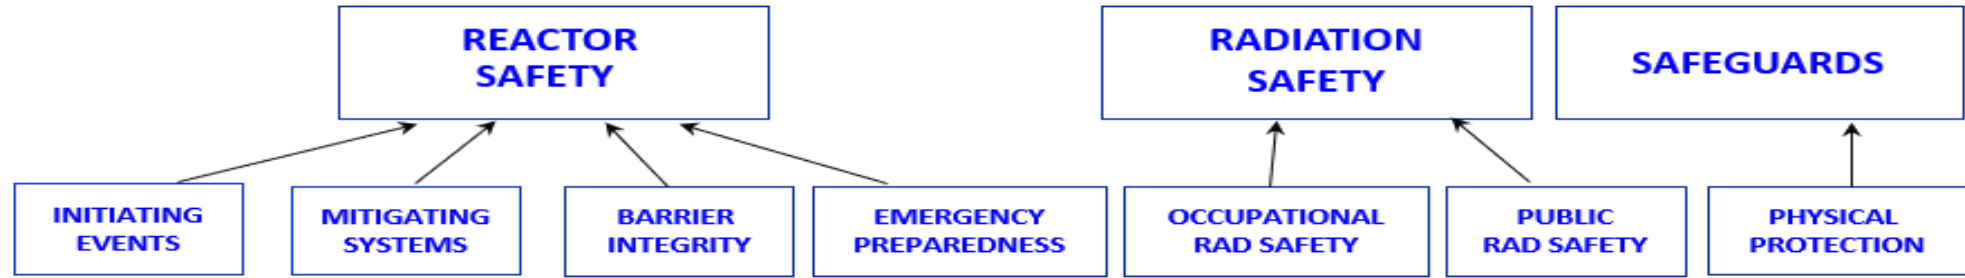 REACTOR
SAFETY
RADIATION
SAFETY
SAFEGUARDS
INITIATING
EVENTS
MITIGATING
SYSTEMS
BARRIER
INTEGRITY
EMERGENCY
PREPAREDNESS
OCCUPATIONAL
RAD SAFETY
PUBLIC
RAD SAFETY
PHYSICAL
PROTECTION